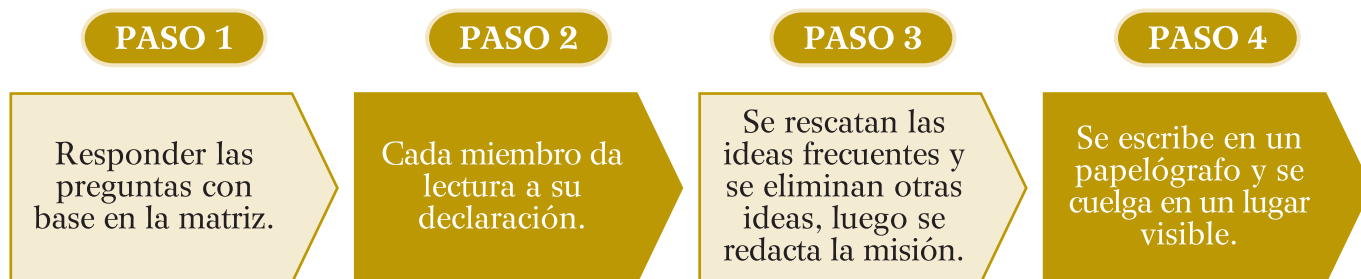 PASO 1
Responder las
preguntas con
base en la matriz.
PASO 2
Cada miembro da
lectura a su
declaración.
PASO 3
Se rescatan las
ideas frecuentes y
se eliminan otras
ideas, luego se
redacta la misión.
PASO 4
Se escribe en un
papelógrafo y se
cuelga en un lugar
visible.